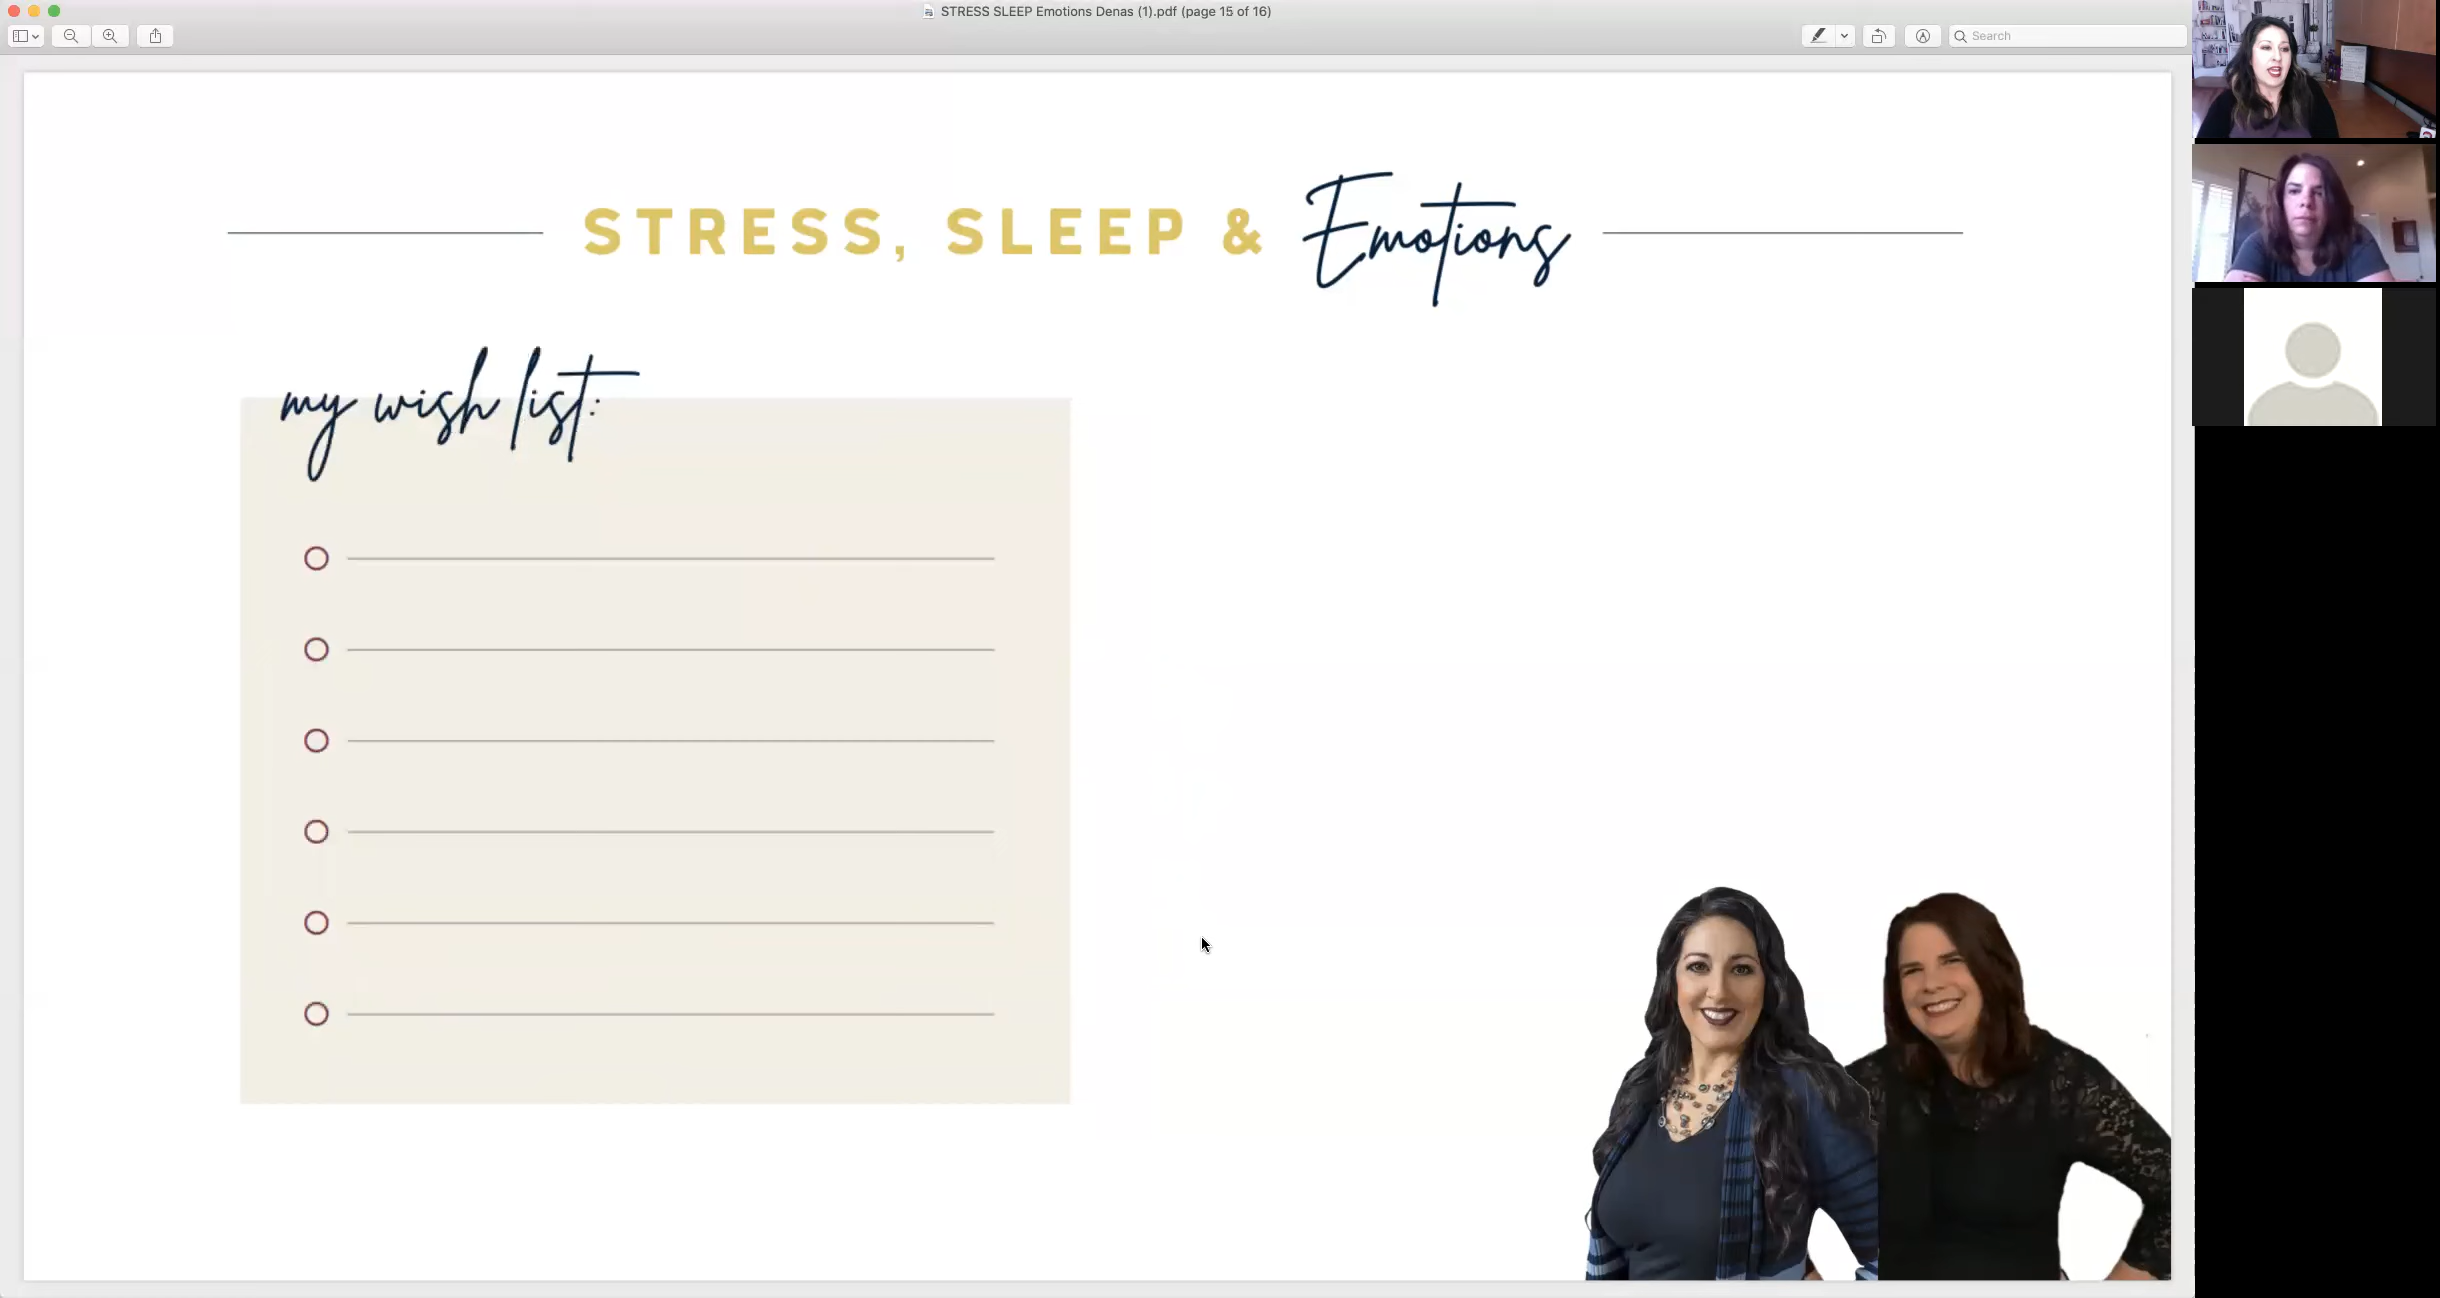 STRESS SLEEP Emotions Denas (1).pdf (page 15 of 16)
Search
STRESS, SLEEP & Emotions
my wish list: